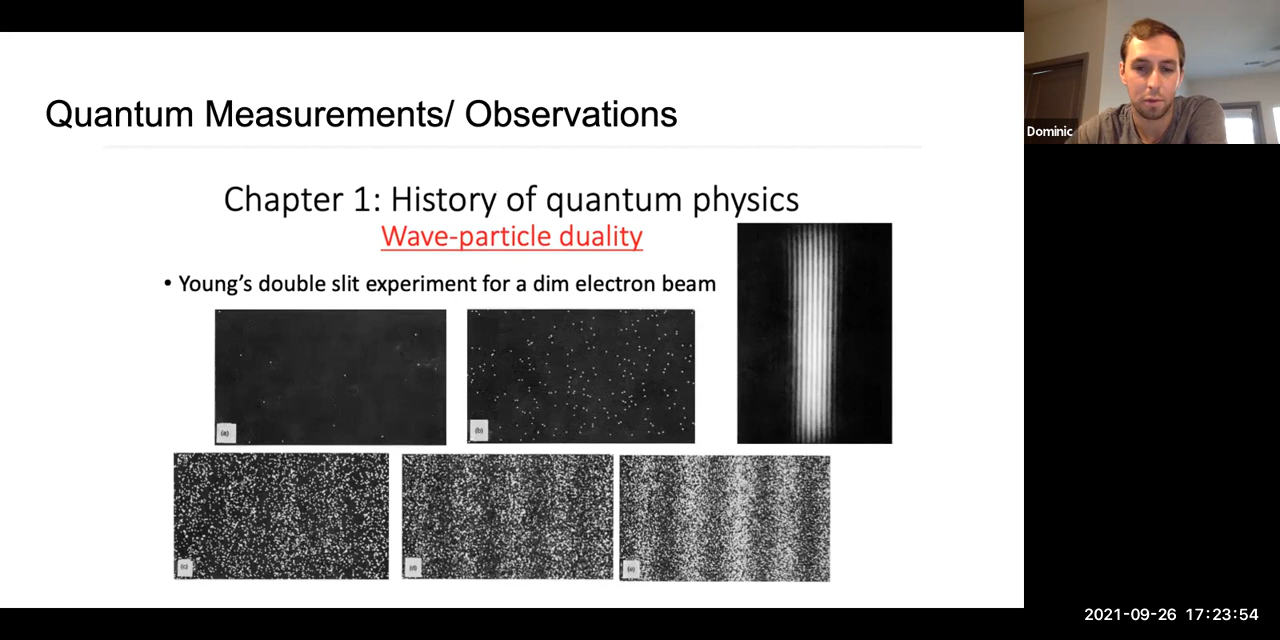 Quantum Measurements/ Observations
Chapter 1: History of quantum physics
Wave-particle duality
• Young's double slit experiment for a dim electron beam
(a)
(b)
(c)
(d)
(e)
Dominic
2021-09-26 17:23:54